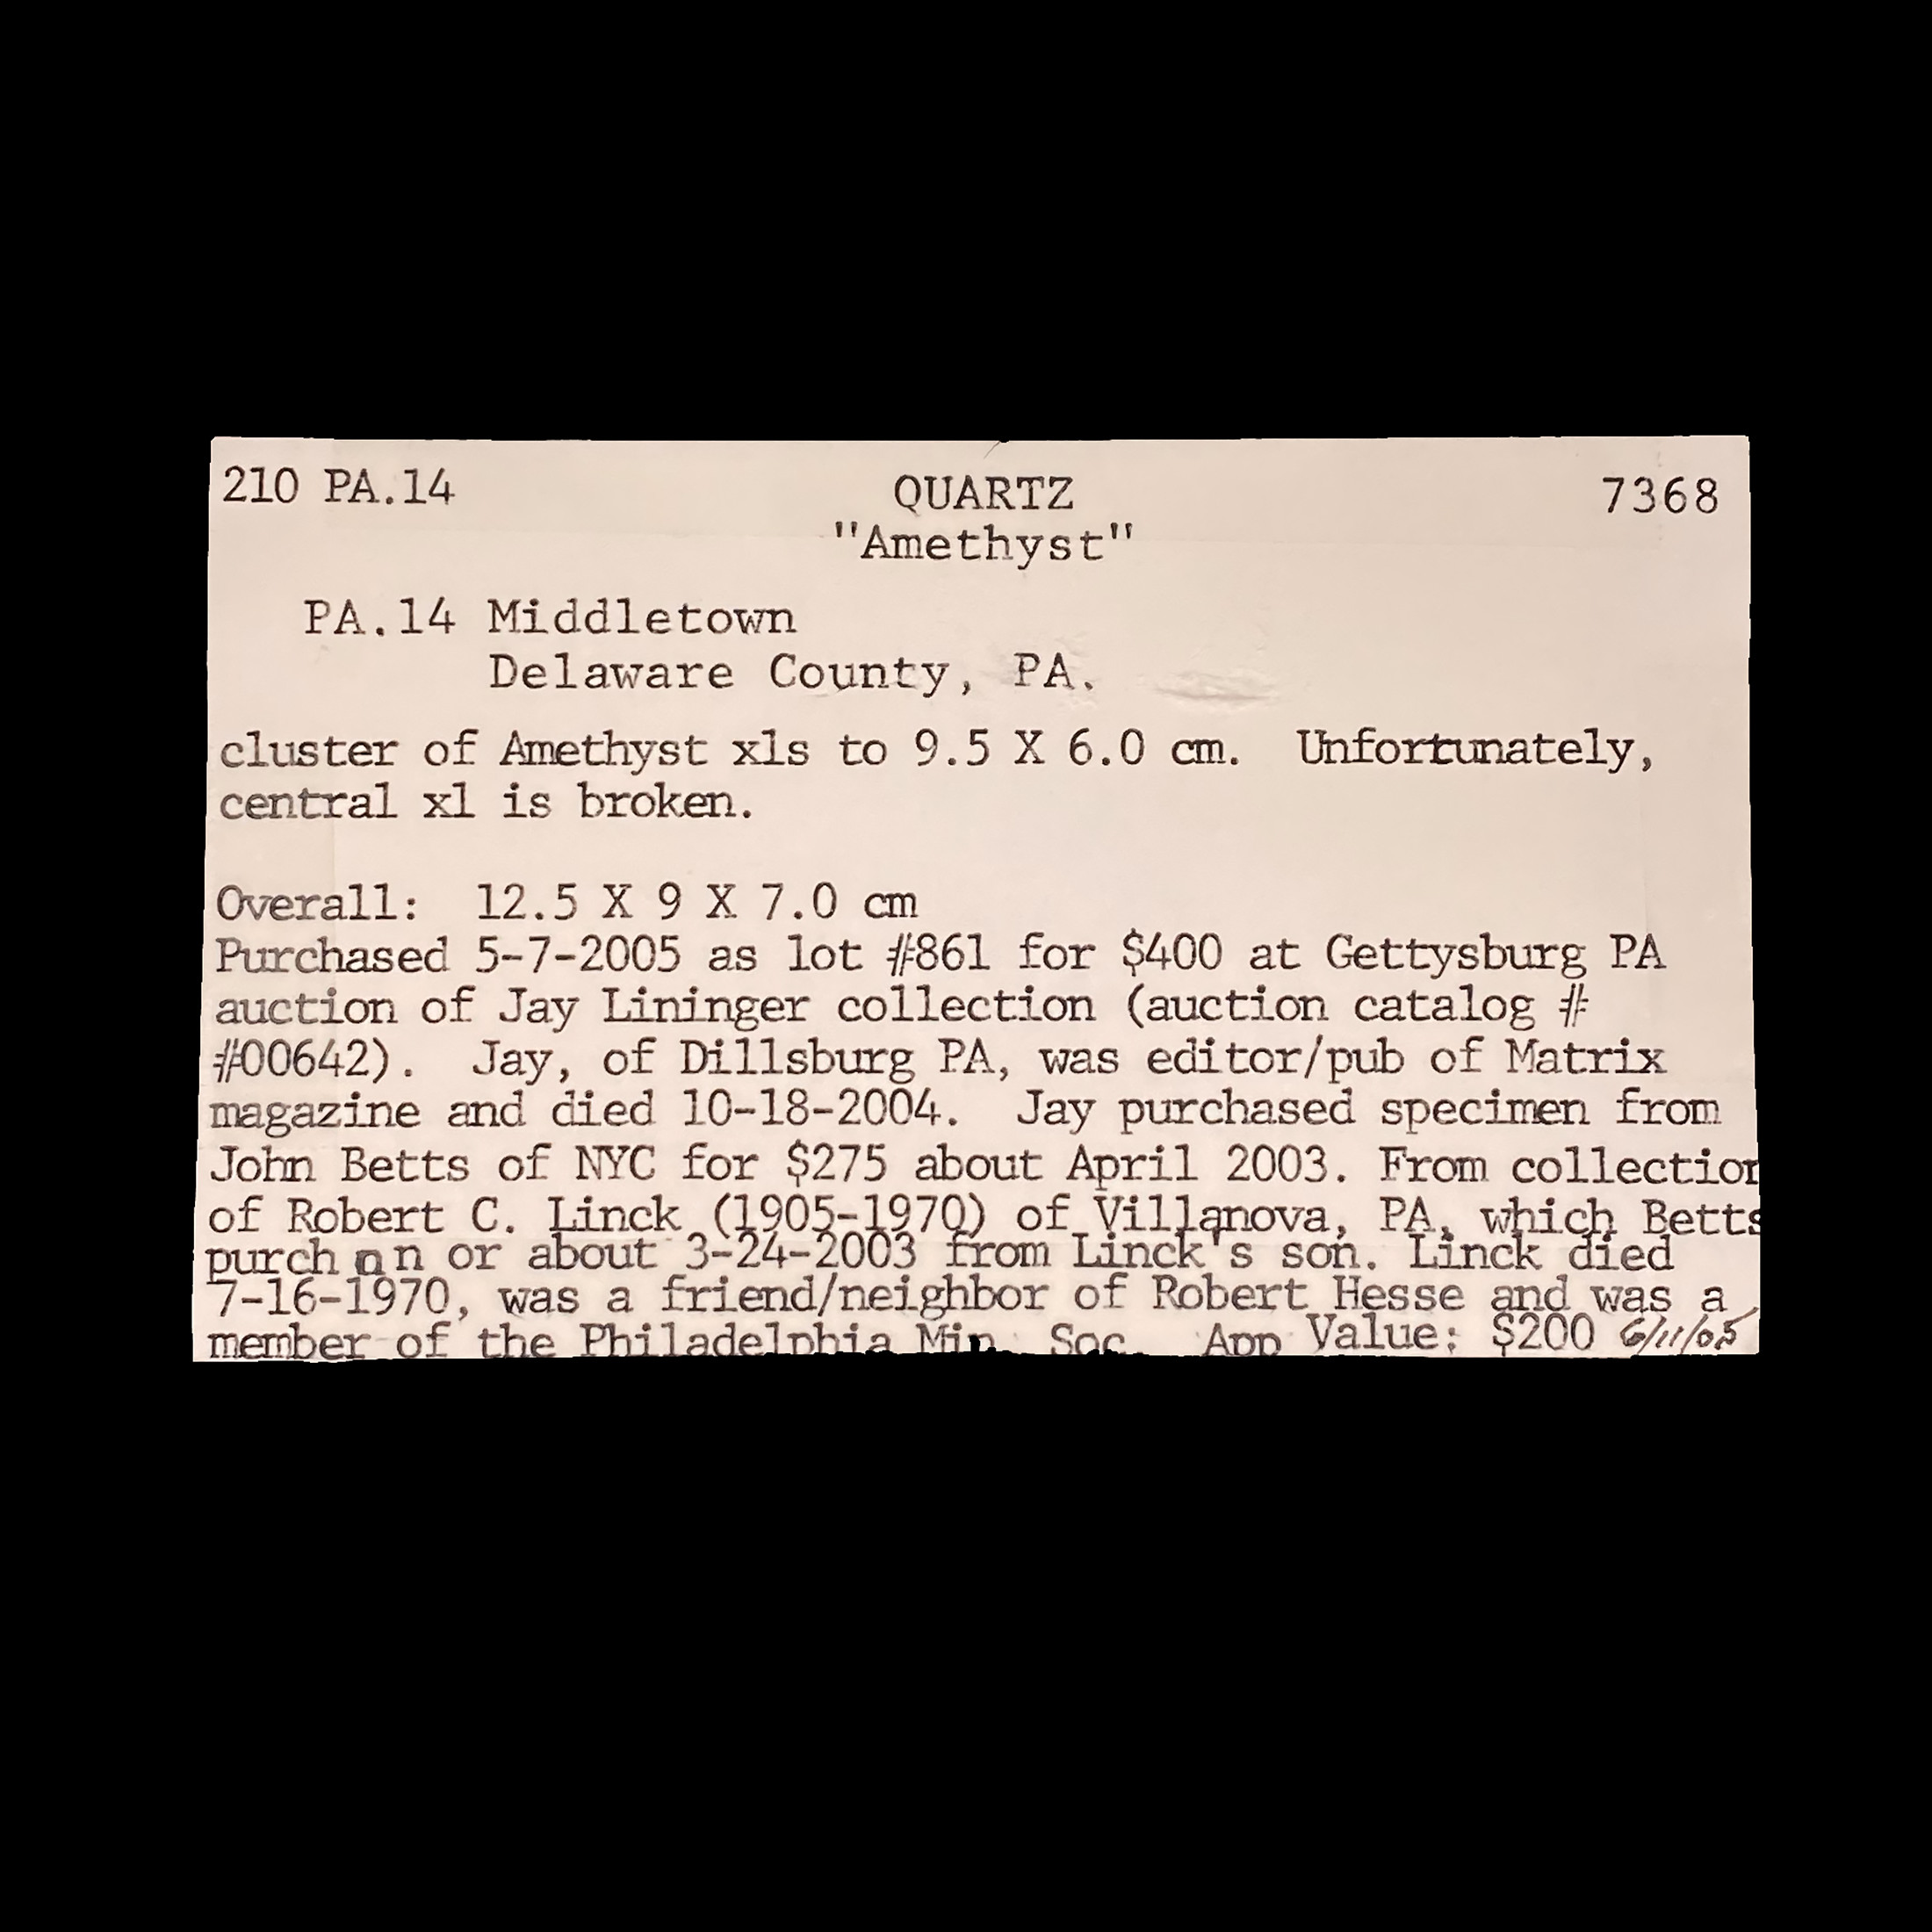 210 PA.14 QUARTZ 7368
"Amethyst"
PA.14 Middletown
Delaware County, PA.
cluster of Amethyst xls to 9.5 X 6.0 cm. Unfortunately,
central xl is broken.
Overall: 12.5 X 9 X 7.0 cm
Purchased 5-7-2005 as lot #861 for $400 at Gettysburg PA
auction of Jay Lininger collection (auction catalog #
#00642). Jay, of Dillsburg PA, was editor/pub of Matrix
magazine and died 10-18-2004. Jay purchased specimen from
John Betts of NYC for $275 about April 2003. From collection
of Robert C. Linck (1905-1970) of Villanova, PA, which Betts
purch on or about 3-24-2003 from Linck's son. Linck died
7-16-1970, was a friend/neighbor of Robert Hesse and was a
member of the Philadelphia Min. Soc. App Value: $200 6/11/05